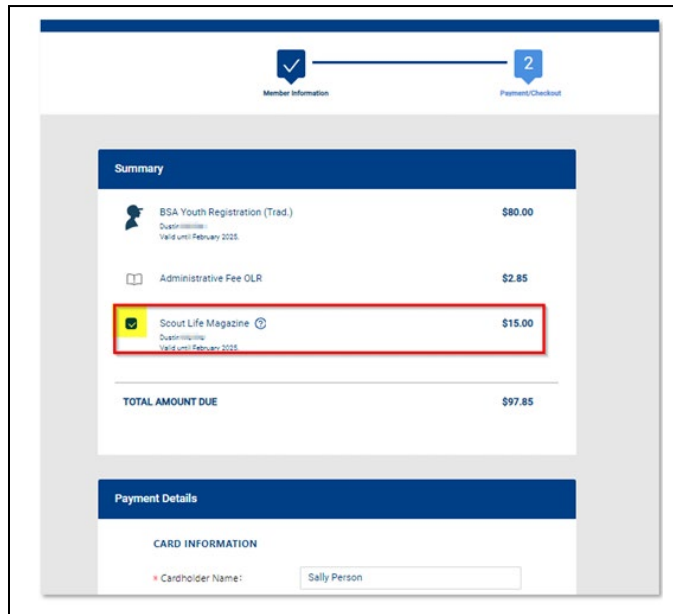 2
Member Information
Payment/Checkout
Summary
BSA Youth Registration (Trad.) $80.00
Dustin
Valid until February 2025.
Administrative Fee OLR $2.85
Scout Life Magazine ? $15.00
Dustin
Valid until February 2025.
TOTAL AMOUNT DUE $97.85
Payment Details
CARD INFORMATION
* Cardholder Name: Sally Person